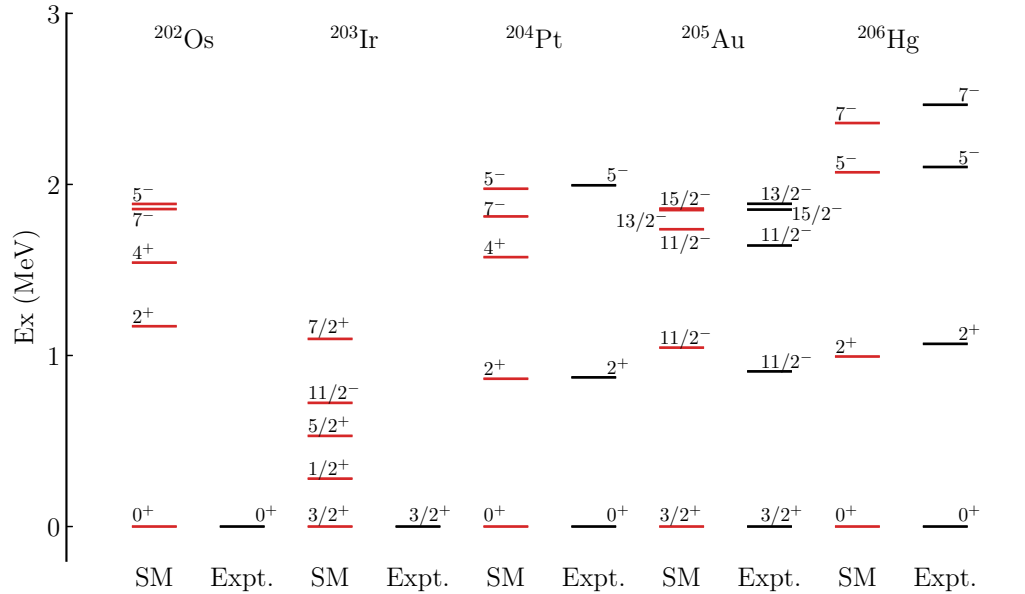 3
²⁰²Os ²⁰³Ir ²⁰⁴Pt ²⁰⁵Au ²⁰⁶Hg
7⁻
7⁻
5⁻ 5⁻
2
5⁻ 5⁻ 5⁻ 15/2⁻ 13/2⁻
7⁻ 7⁻ 13/2⁻ 15/2⁻
4⁺ 4⁺ 11/2⁻ 11/2⁻
Ex (MeV)
2⁺ 7/2⁺ 11/2⁻ 2⁺ 2⁺
1
11/2⁻ 2⁺ 2⁺ 11/2⁻
5/2⁺
1/2⁺
0 0⁺ 0⁺ 3/2⁺ 3/2⁺ 0⁺ 0⁺ 3/2⁺ 3/2⁺ 0⁺ 0⁺
SM Expt. SM Expt. SM Expt. SM Expt. SM Expt.